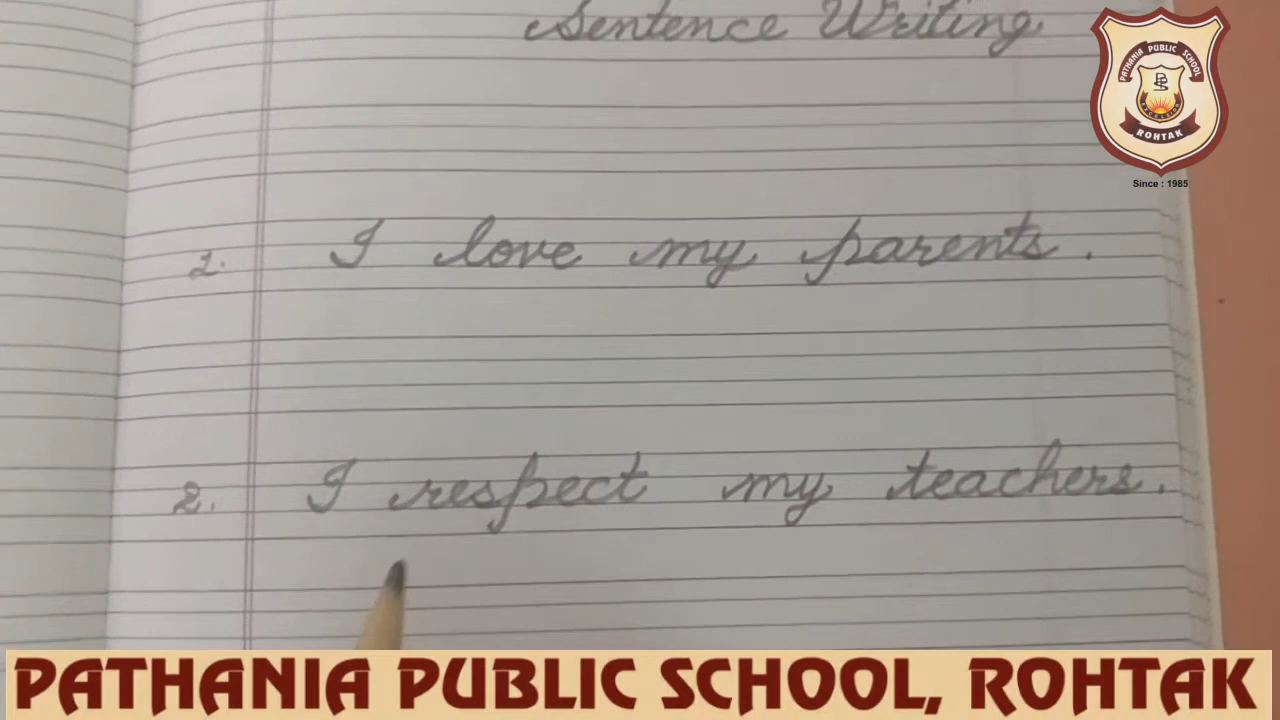 Sentence Writing.
PATHANIA PUBLIC SCHOOL
ROHTAK
Since : 1985
1. I love my parents.
2. I respect my teachers.
PATHANIA PUBLIC SCHOOL, ROHTAK